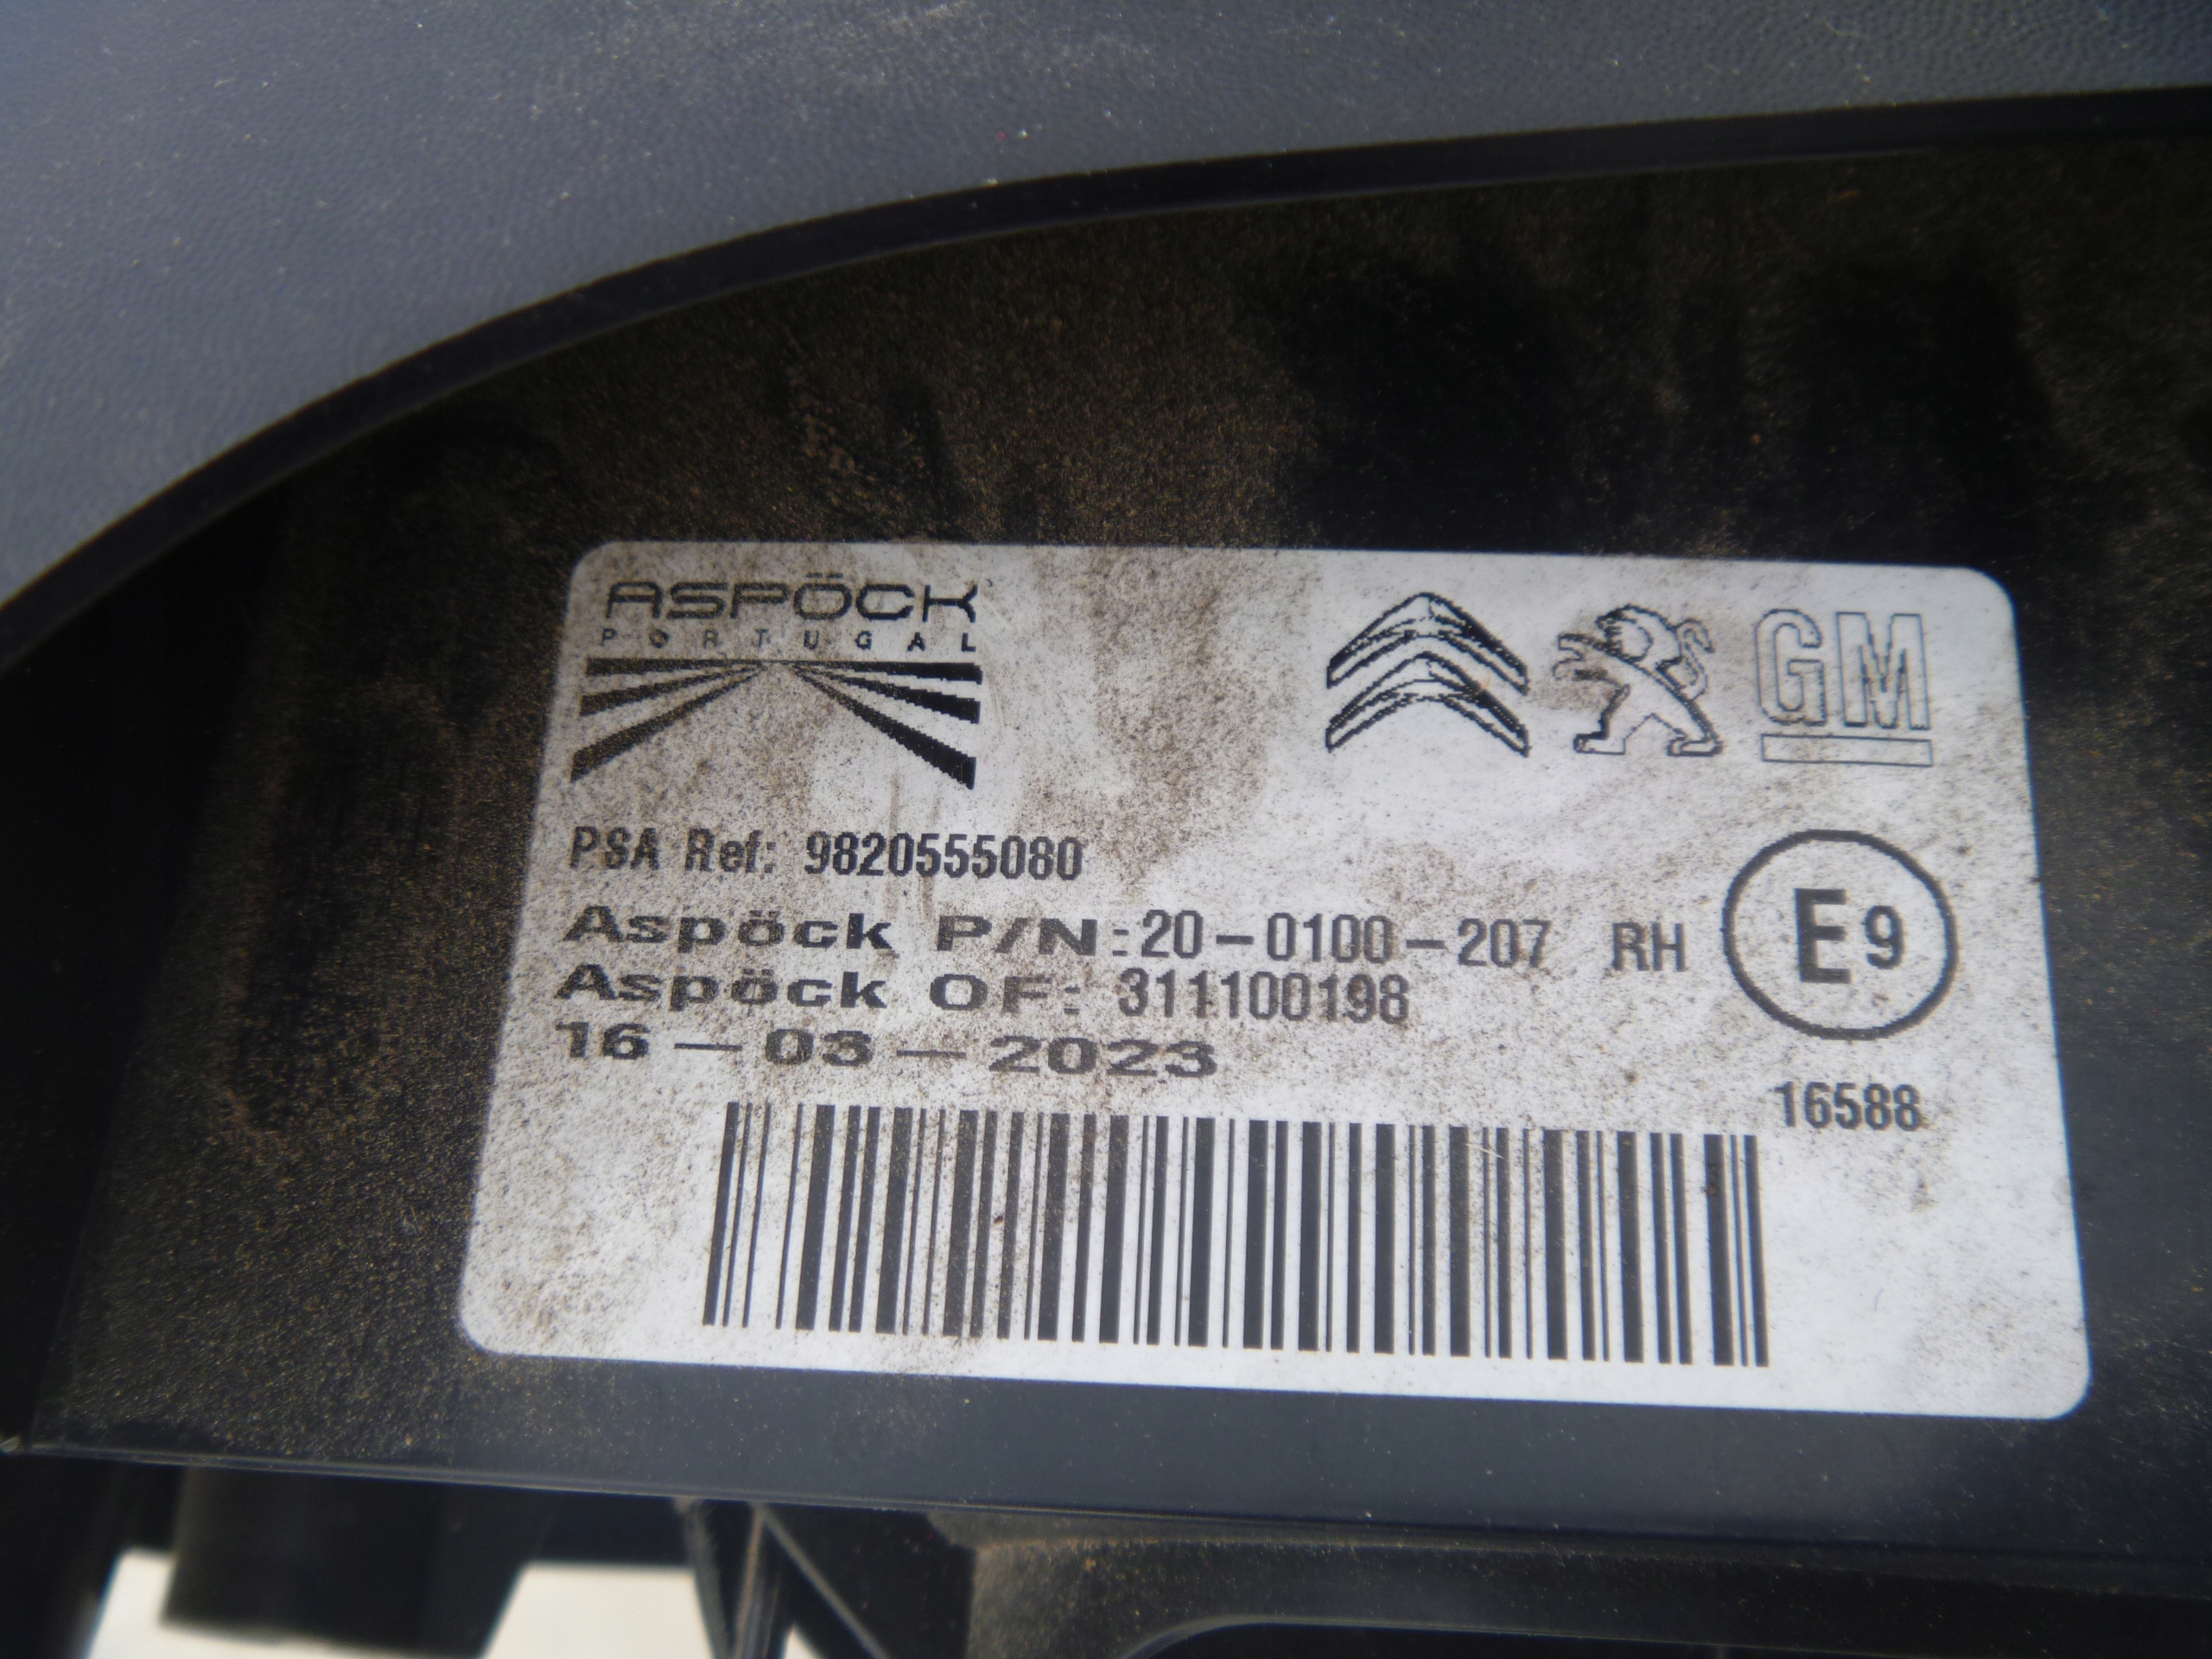 ASPÖCK
PORTUGAL
GM
PSA Ref: 9820555080
Aspöck P/N:20-0100-207 RH
E9
Aspöck OF: 311100198
16-03-2023
16588